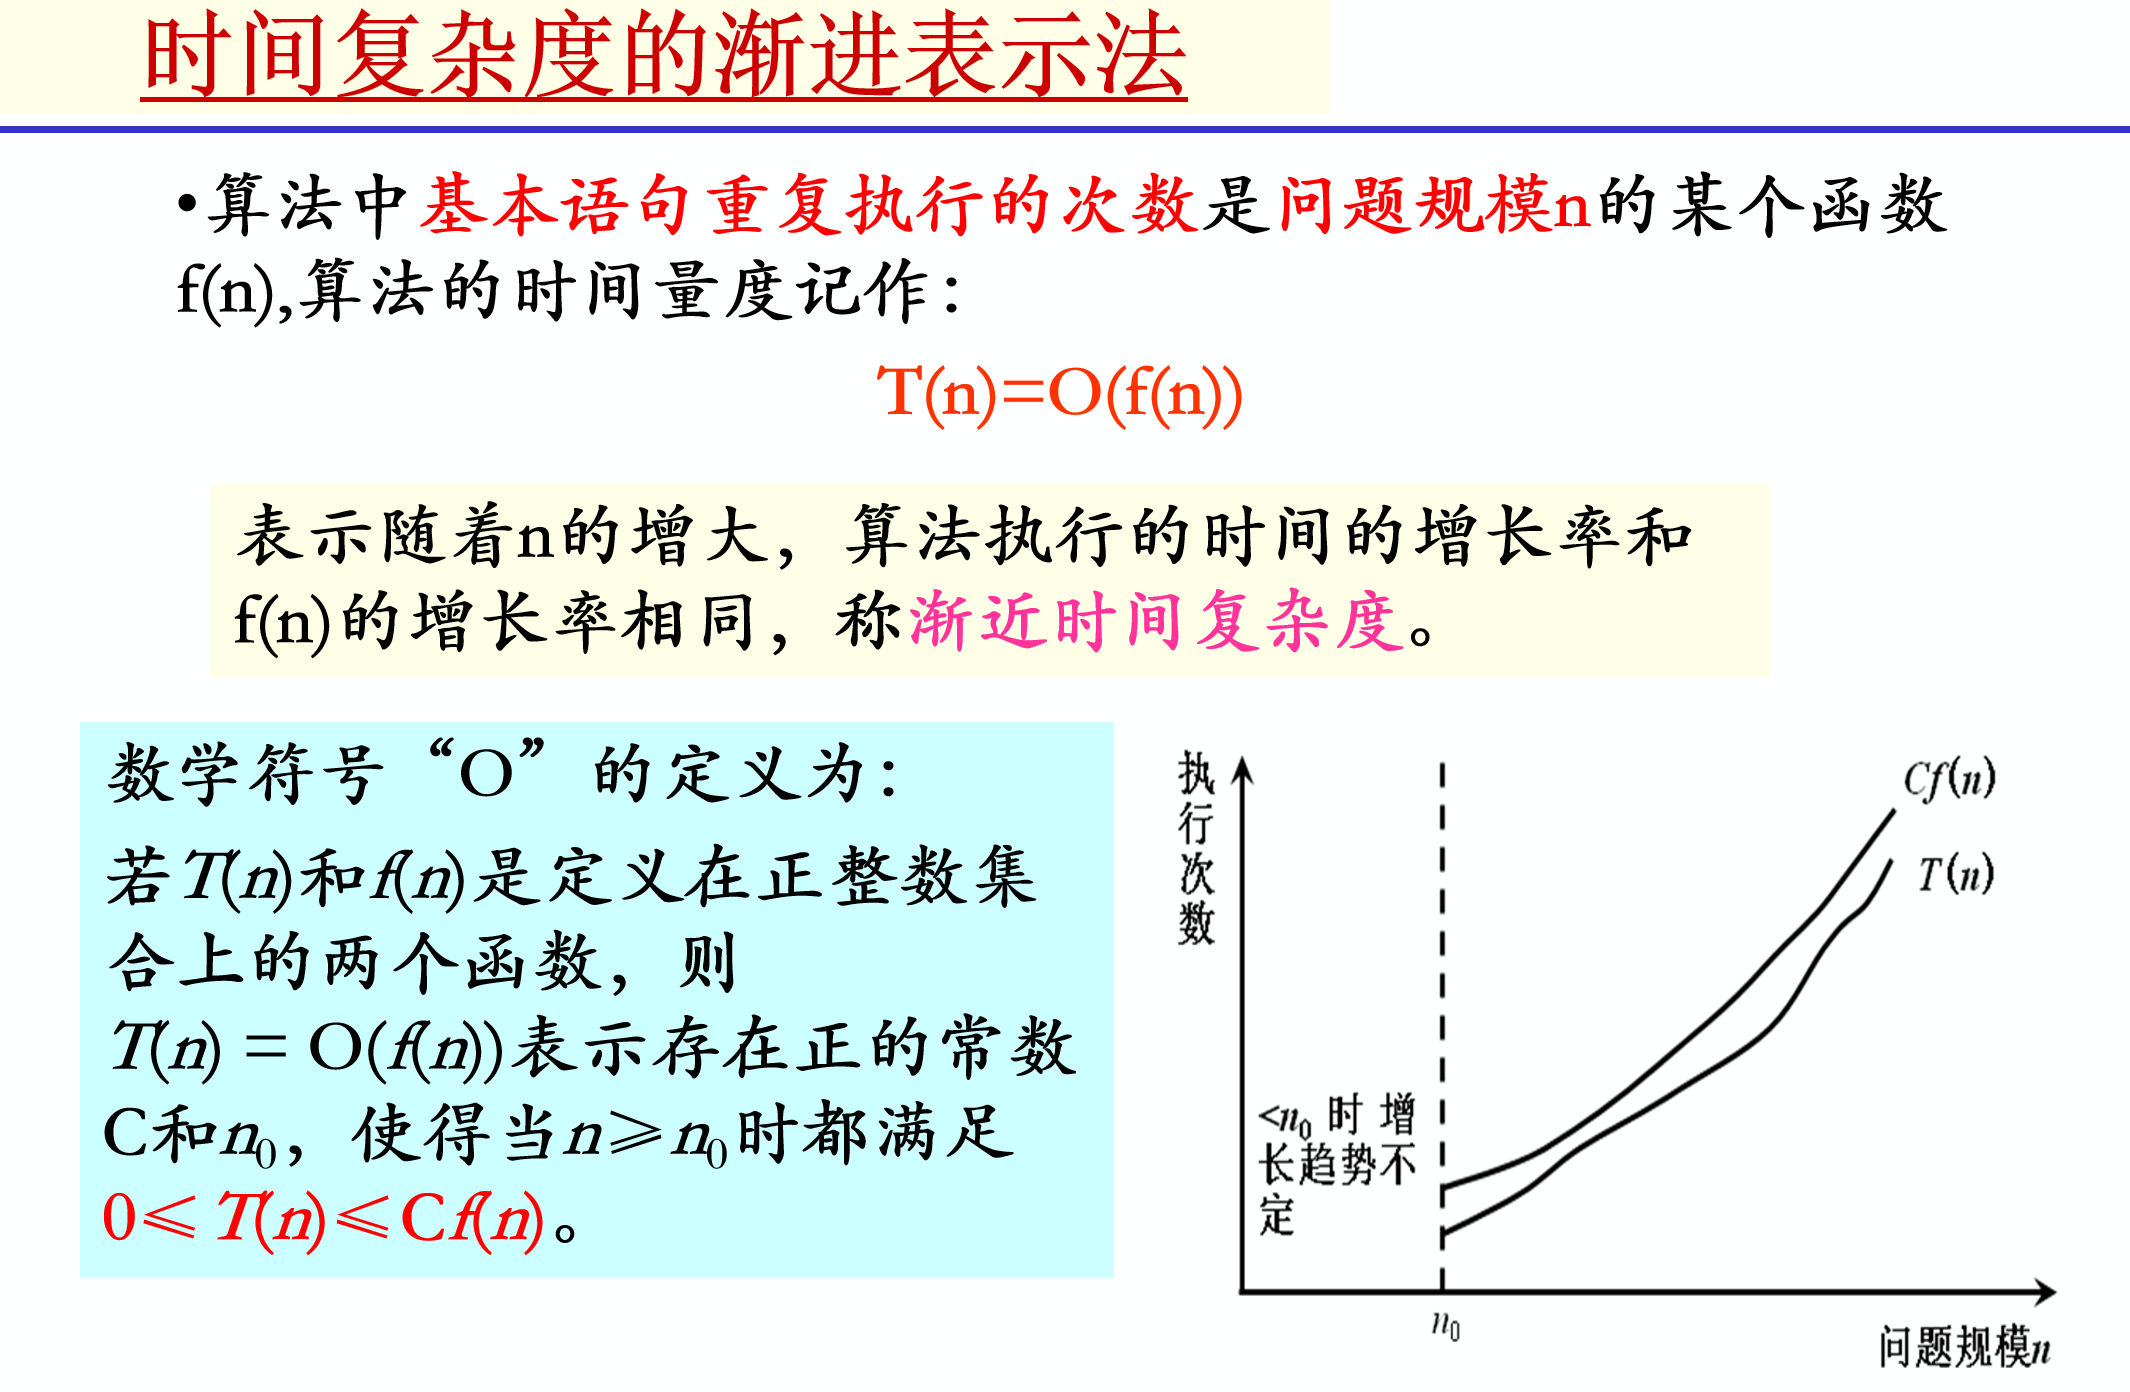 时间复杂度的渐进表示法
•算法中基本语句重复执行的次数是问题规模n的某个函数
f(n),算法的时间量度记作：
T(n)=O(f(n))
表示随着n的增大，算法执行的时间的增长率和
f(n)的增长率相同，称渐近时间复杂度。
数学符号“O”的定义为：
若T(n)和f(n)是定义在正整数集
合上的两个函数，则
T(n) = O(f(n))表示存在正的常数
C和n₀，使得当n≥n₀时都满足
0≤T(n)≤Cf(n)。
执行次数
Cf(n)
T(n)
<n₀时增
长趋势不
定
n₀
问题规模n